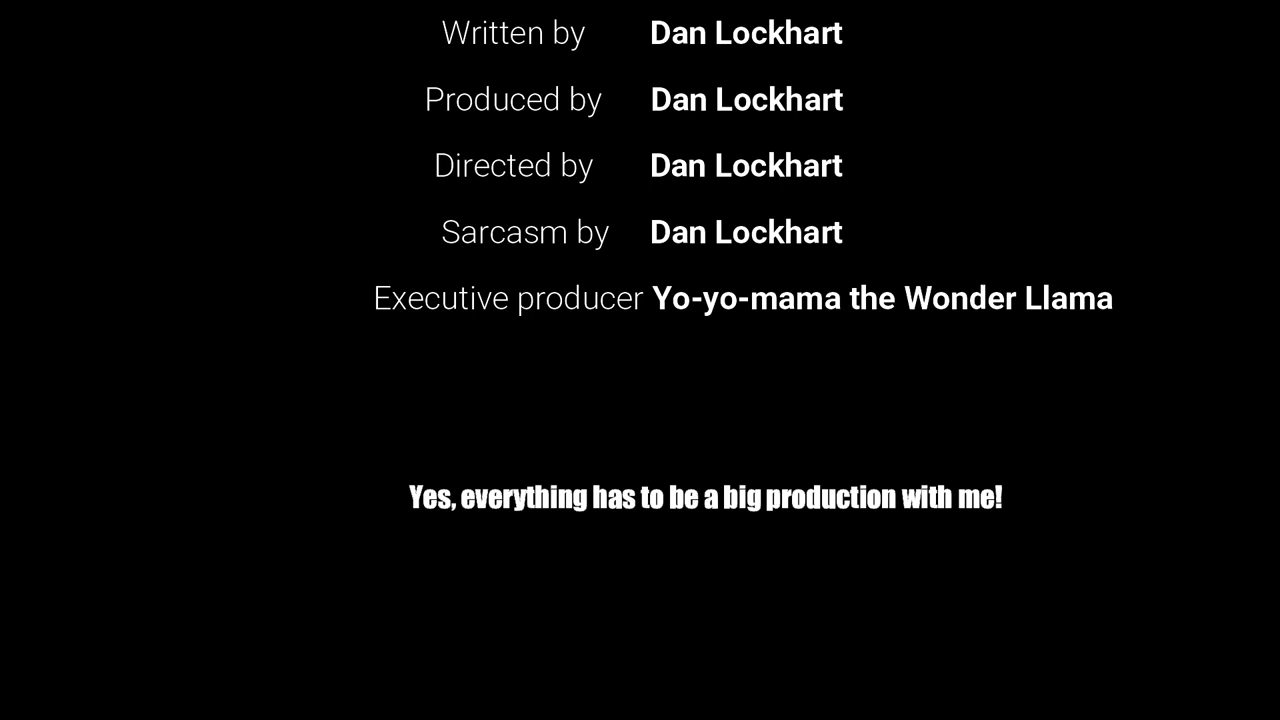 Written by Dan Lockhart
Produced by Dan Lockhart
Directed by Dan Lockhart
Sarcasm by Dan Lockhart
Executive producer Yo-yo-mama the Wonder Llama
Yes, everything has to be a big production with me!